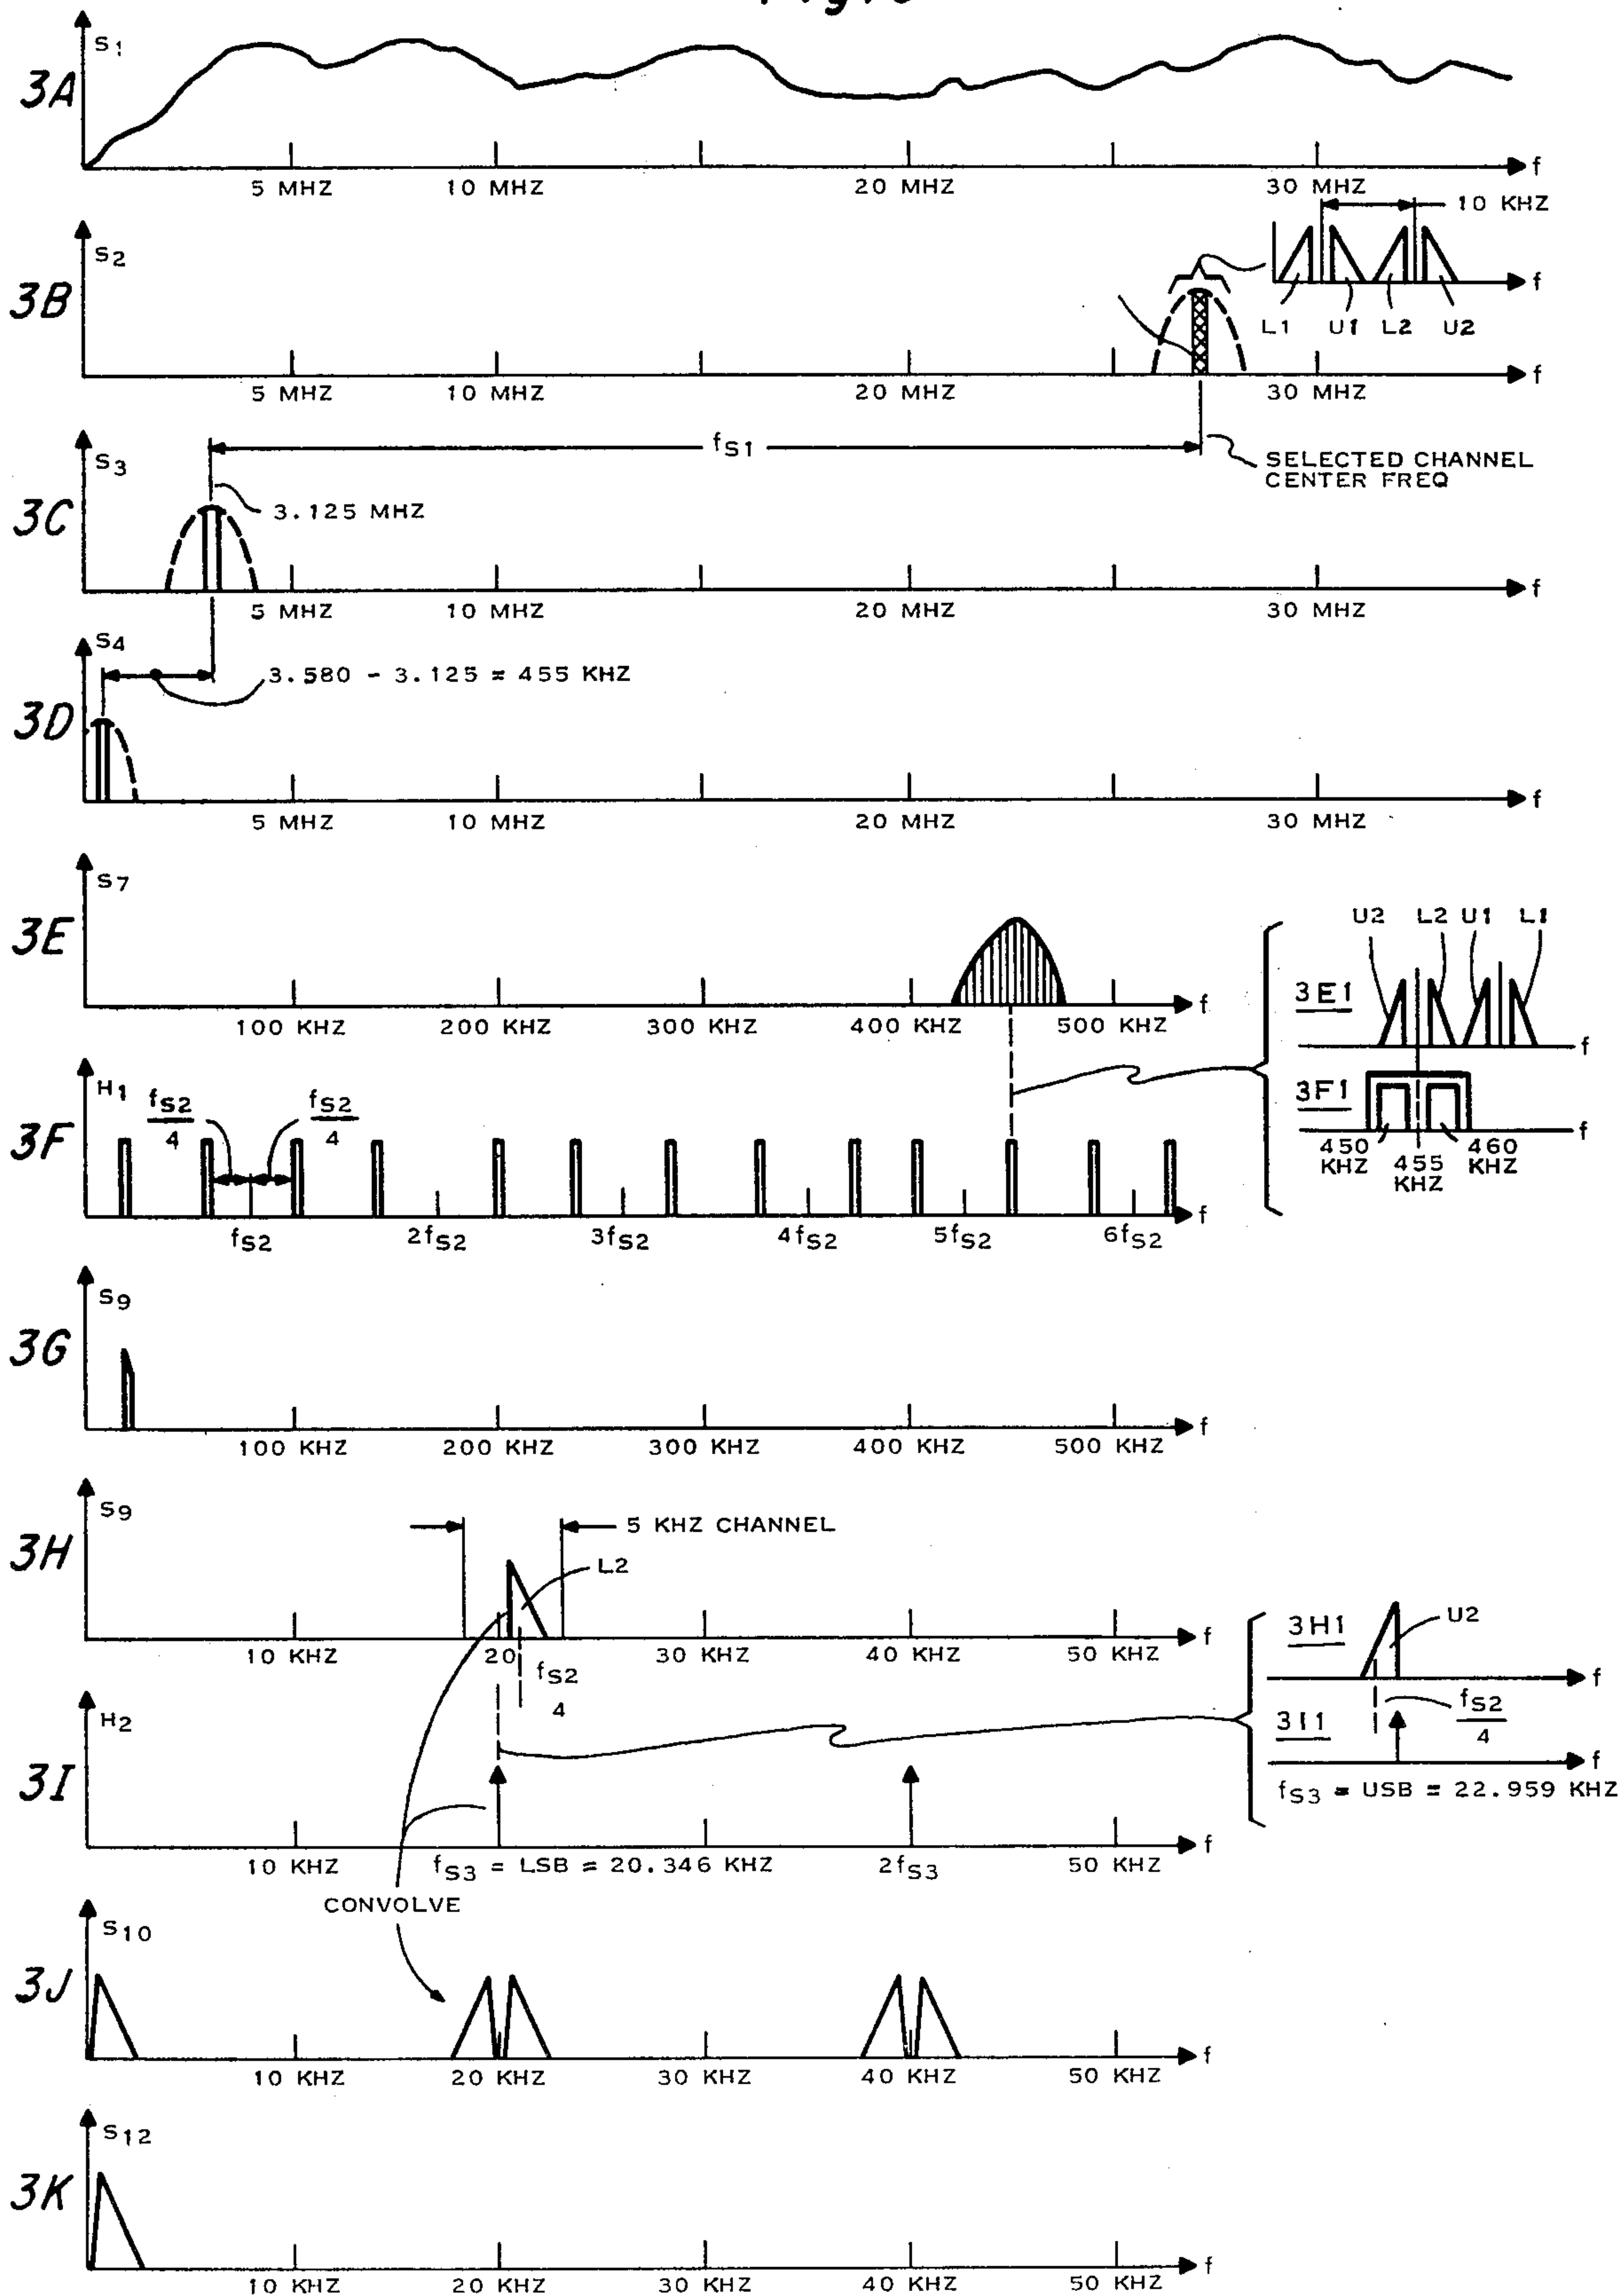 3A
S1
5 MHZ 10 MHZ 20 MHZ 30 MHZ
f
3B
S2
10 KHZ
f
L1 U1 L2 U2
5 MHZ 10 MHZ 20 MHZ 30 MHZ
f
3C
S3
fS1
SELECTED CHANNEL
CENTER FREQ
3.125 MHZ
5 MHZ 10 MHZ 20 MHZ 30 MHZ
f
3D
S4
3.580 - 3.125 = 455 KHZ
5 MHZ 10 MHZ 20 MHZ 30 MHZ
f
3E
S7
100 KHZ 200 KHZ 300 KHZ 400 KHZ 500 KHZ
f
3E1
U2 L2 U1 L1
f
3F1
450 KHZ
455 KHZ
460 KHZ
f
3F
H1
fS2/4 fS2/4
fS2 2fS2 3fS2 4fS2 5fS2 6fS2
f
3G
S9
100 KHZ 200 KHZ 300 KHZ 400 KHZ 500 KHZ
f
3H
S9
5 KHZ CHANNEL
L2
10 KHZ 20 30 KHZ 40 KHZ 50 KHZ
f
fS2
4
3H1
U2
f
fS2/4
3I1
f
fS3 = USB = 22.959 KHZ
3I
H2
f
10 KHZ fS3 = LSB = 20.346 KHZ 2fS3 50 KHZ
CONVOLVE
3J
S10
10 KHZ 20 KHZ 30 KHZ 40 KHZ 50 KHZ
f
3K
S12
10 KHZ 20 KHZ 30 KHZ 40 KHZ 50 KHZ
f